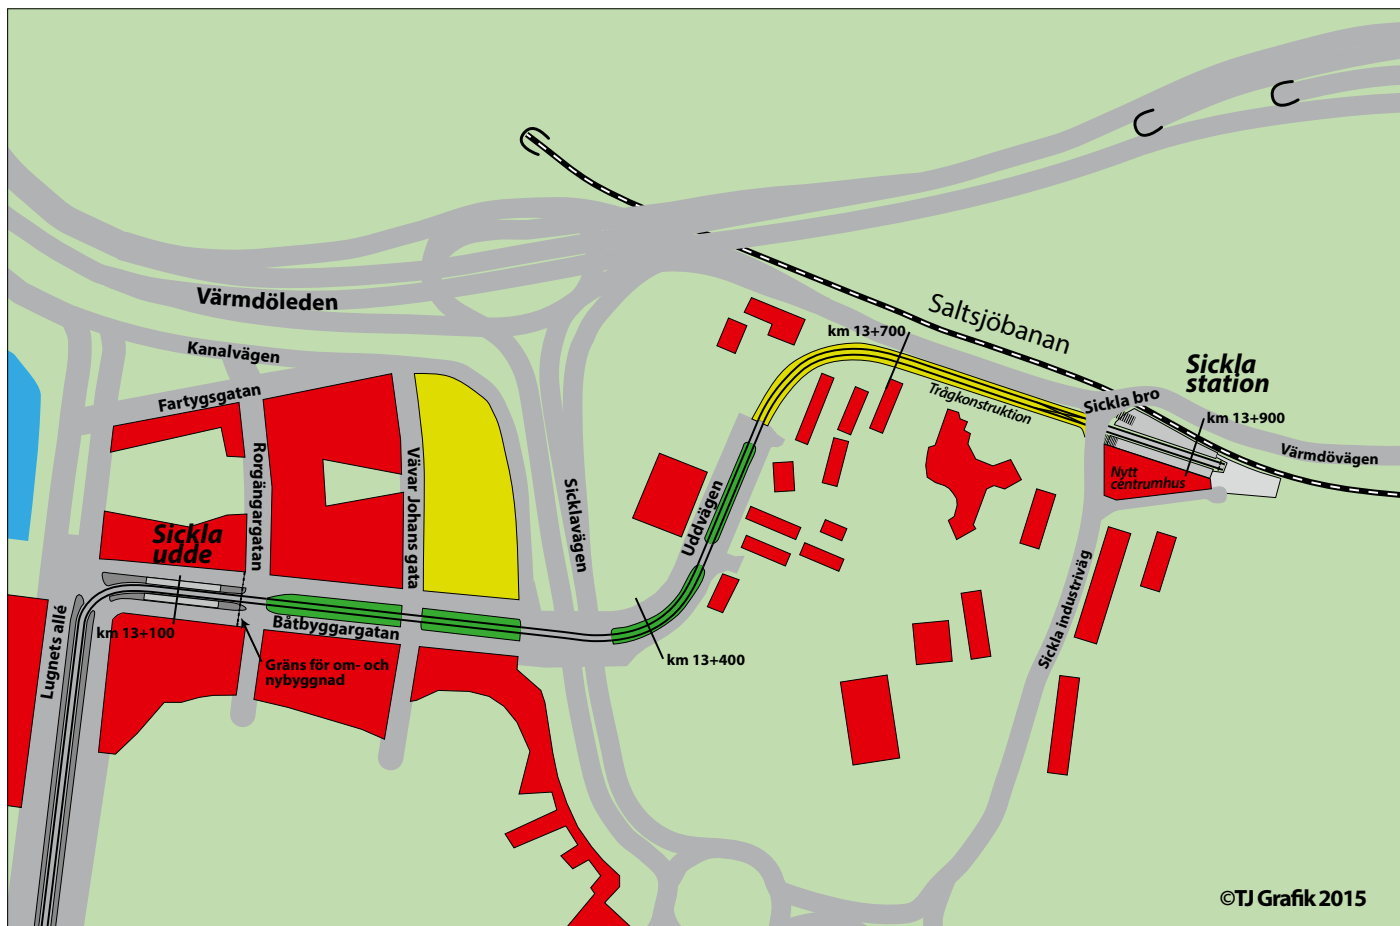 Värmdöleden
Kanalvägen
Fartygsgatan
Rorgängargatan
Vävar Johans gata
Sicklavägen
Saltsjöbanan
km 13+700
Trågkonstruktion
Sickla
station
Sickla bro
km 13+900
Värmdövägen
Nytt
centrumhus
Uddvägen
Sickla
udde
km 13+100
Båtbyggargatan
Gräns för om- och
nybyggnad
Lugnets allé
km 13+400
Sickla industriväg
©TJ Grafik 2015